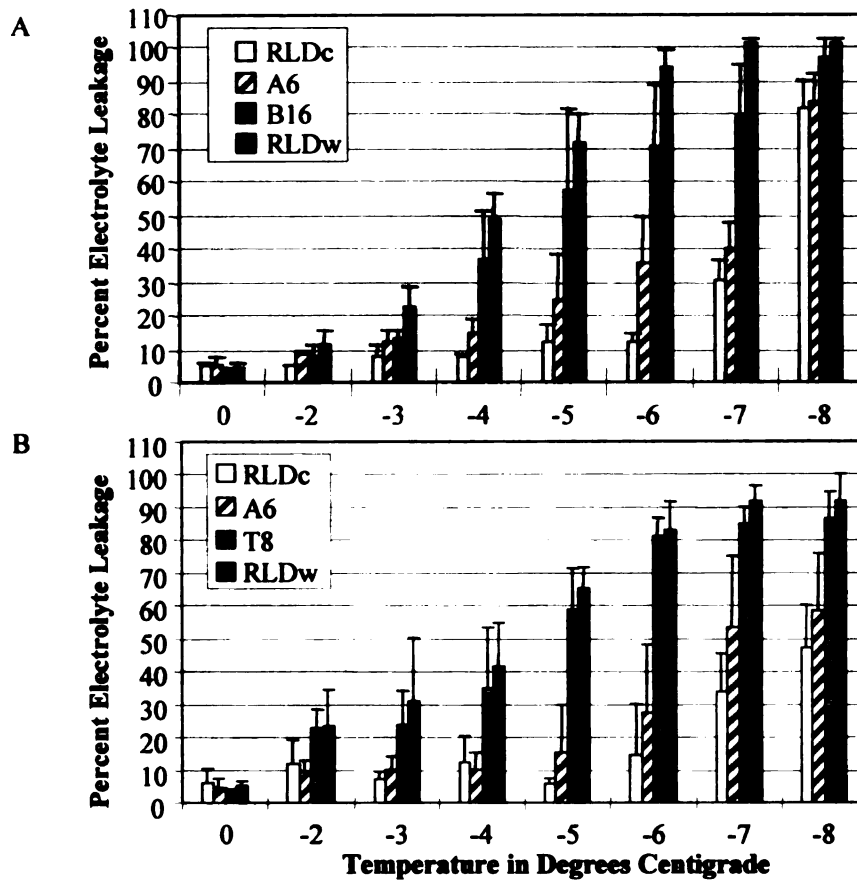 A
Percent Electrolyte Leakage
110
100
90
80
70
60
50
40
30
20
10
0
RLDc
A6
B16
RLDw
0 -2 -3 -4 -5 -6 -7 -8
B
Percent Electrolyte Leakage
110
100
90
80
70
60
50
40
30
20
10
0
RLDc
A6
T8
RLDw
0 -2 -3 -4 -5 -6 -7 -8
Temperature in Degrees Centigrade